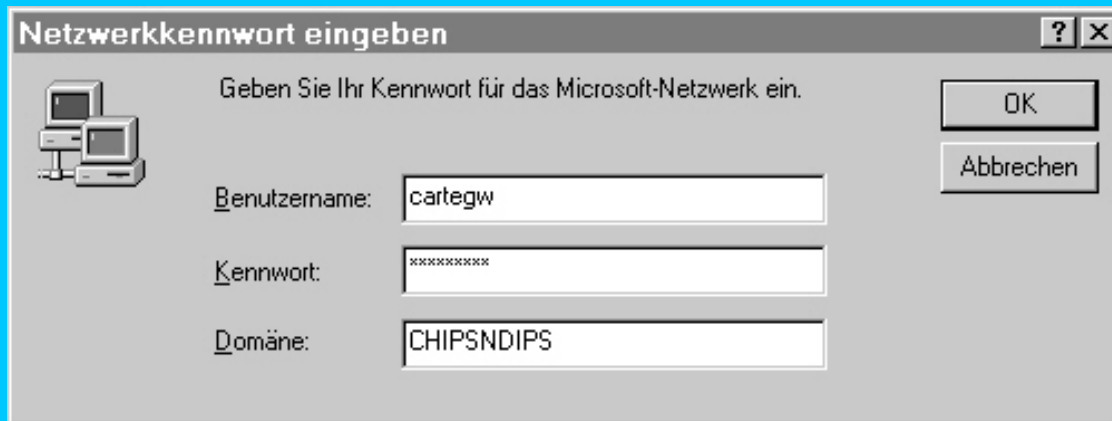 Netzwerkkennwort eingeben
Geben Sie Ihr Kennwort für das Microsoft-Netzwerk ein.
OK
Abbrechen
Benutzername: cartegw
Kennwort: *********
Domäne: CHIPSNDIPS